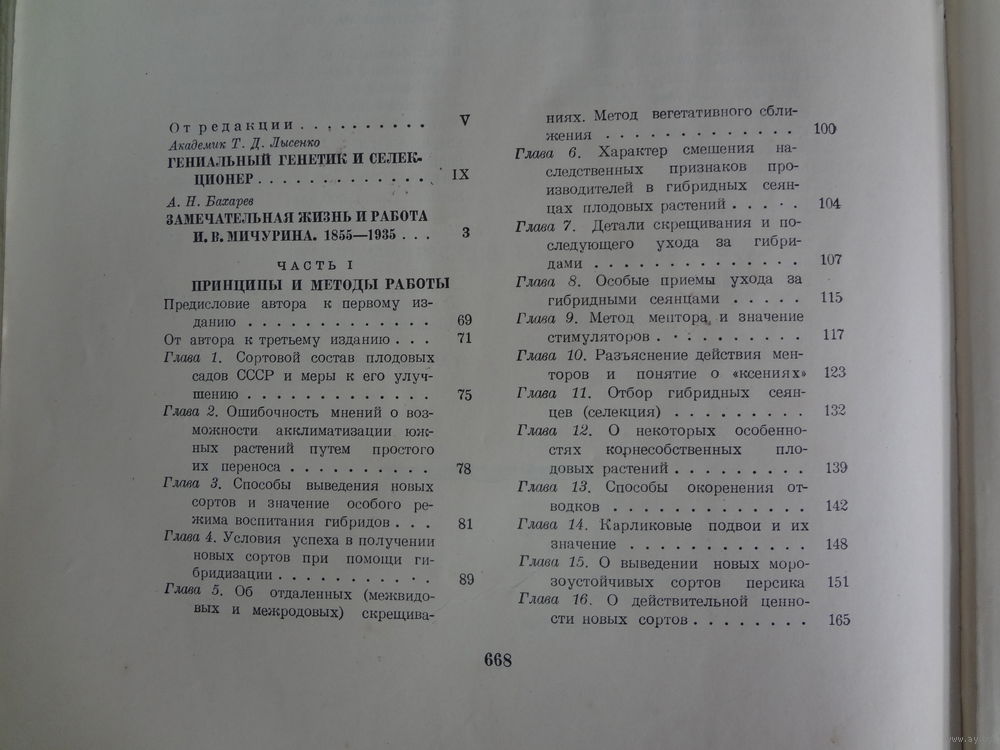 От редакции . . . . . . . . . . V
Академик Т. Д. Лысенко
ГЕНИАЛЬНЫЙ ГЕНЕТИК И СЕЛЕК-
ЦИОНЕР . . . . . . . . . . . . . IX
А. Н. Бахарев
ЗАМЕЧАТЕЛЬНАЯ ЖИЗНЬ И РАБОТА
И. В. МИЧУРИНА. 1855—1935 . . . 3
ЧАСТЬ I
ПРИНЦИПЫ И МЕТОДЫ РАБОТЫ
Предисловие автора к первому из-
данию . . . . . . . . . . . . . 69
От автора к третьему изданию . . . 71
Глава 1. Сортовой состав плодовых
садов СССР и меры к его улуч-
шению . . . . . . . . . . . . . 75
Глава 2. Ошибочность мнений о воз-
можности акклиматизации юж-
ных растений путем простого
их переноса . . . . . . . . . . 78
Глава 3. Способы выведения новых
сортов и значение особого ре-
жима воспитания гибридов . . . 81
Глава 4. Условия успеха в получении
новых сортов при помощи ги-
бридизации . . . . . . . . . . . 89
Глава 5. Об отдаленных (межвидо-
вых и межродовых) скрещива-
ниях. Метод вегетативного сбли-
жения . . . . . . . . . . . . . 100
Глава 6. Характер смешения на-
следственных признаков про-
изводителей в гибридных сеян-
цах плодовых растений . . . . . 104
Глава 7. Детали скрещивания и по-
следующего ухода за гибри-
дами . . . . . . . . . . . . . . 107
Глава 8. Особые приемы ухода за
гибридными сеянцами . . . . . 115
Глава 9. Метод ментора и значение
стимуляторов . . . . . . . . . . 117
Глава 10. Разъяснение действия мен-
торов и понятие о «ксениях» 123
Глава 11. Отбор гибридных сеян-
цев (селекция) . . . . . . . . . 132
Глава 12. О некоторых особенно-
стях корнесобственных пло-
довых растений . . . . . . . . . 139
Глава 13. Способы окоренения от-
водков . . . . . . . . . . . . . 142
Глава 14. Карликовые подвои и их
значение . . . . . . . . . . . . 148
Глава 15. О выведении новых моро-
зоустойчивых сортов персика 151
Глава 16. О действительной ценно-
сти новых сортов . . . . . . . . 165
668